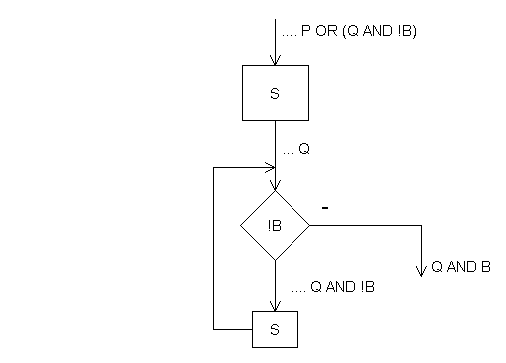 .... P OR (Q AND !B)
S
... Q
-
!B
Q AND B
.... Q AND !B
S